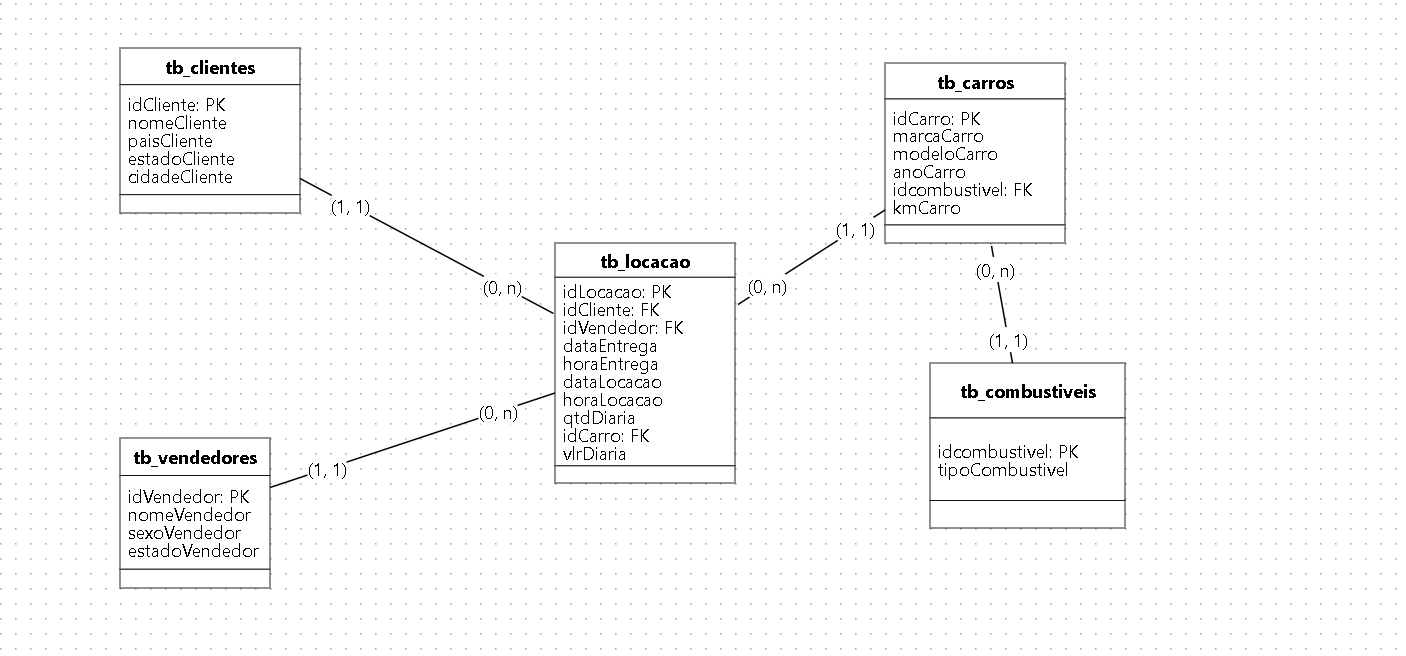 tb_clientes
idCliente: PK
nomeCliente
paisCliente
estadoCliente
cidadeCliente
(1, 1)
(0, n)
tb_vendedores
idVendedor: PK
nomeVendedor
sexoVendedor
estadoVendedor
(1, 1)
(0, n)
tb_locacao
idLocacao: PK
idCliente: FK
idVendedor: FK
dataEntrega
horaEntrega
dataLocacao
horaLocacao
qtdDiaria
idCarro: FK
vlrDiaria
(0, n)
(1, 1)
tb_carros
idCarro: PK
marcaCarro
modeloCarro
anoCarro
idcombustivel: FK
kmCarro
(0, n)
(1, 1)
tb_combustiveis
idcombustivel: PK
tipoCombustivel